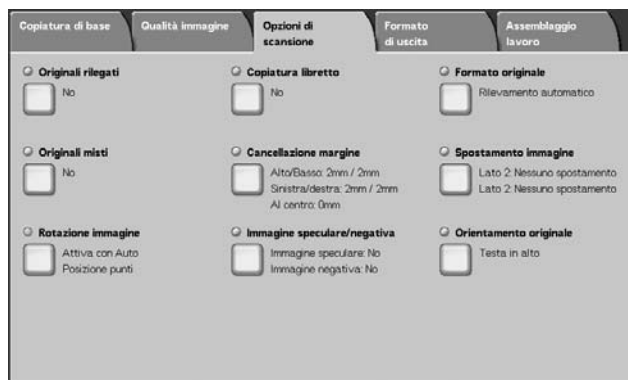 Copiatura di base
Qualità immagine
Opzioni di
scansione
Formato
di uscita
Assemblaggio
lavoro
Originali rilegati
No
Copiatura libretto
No
Formato originale
Rilevamento automatico
Originali misti
No
Cancellazione margine
Alto/Basso: 2mm / 2mm
Sinistra/destra: 2mm / 2mm
Al centro: 0mm
Spostamento immagine
Lato 2: Nessuno spostamento
Lato 2: Nessuno spostamento
Rotazione immagine
Attiva con Auto
Posizione punti
Immagine speculare/negativa
Immagine speculare: No
Immagine negativa: No
Orientamento originale
Testa in alto